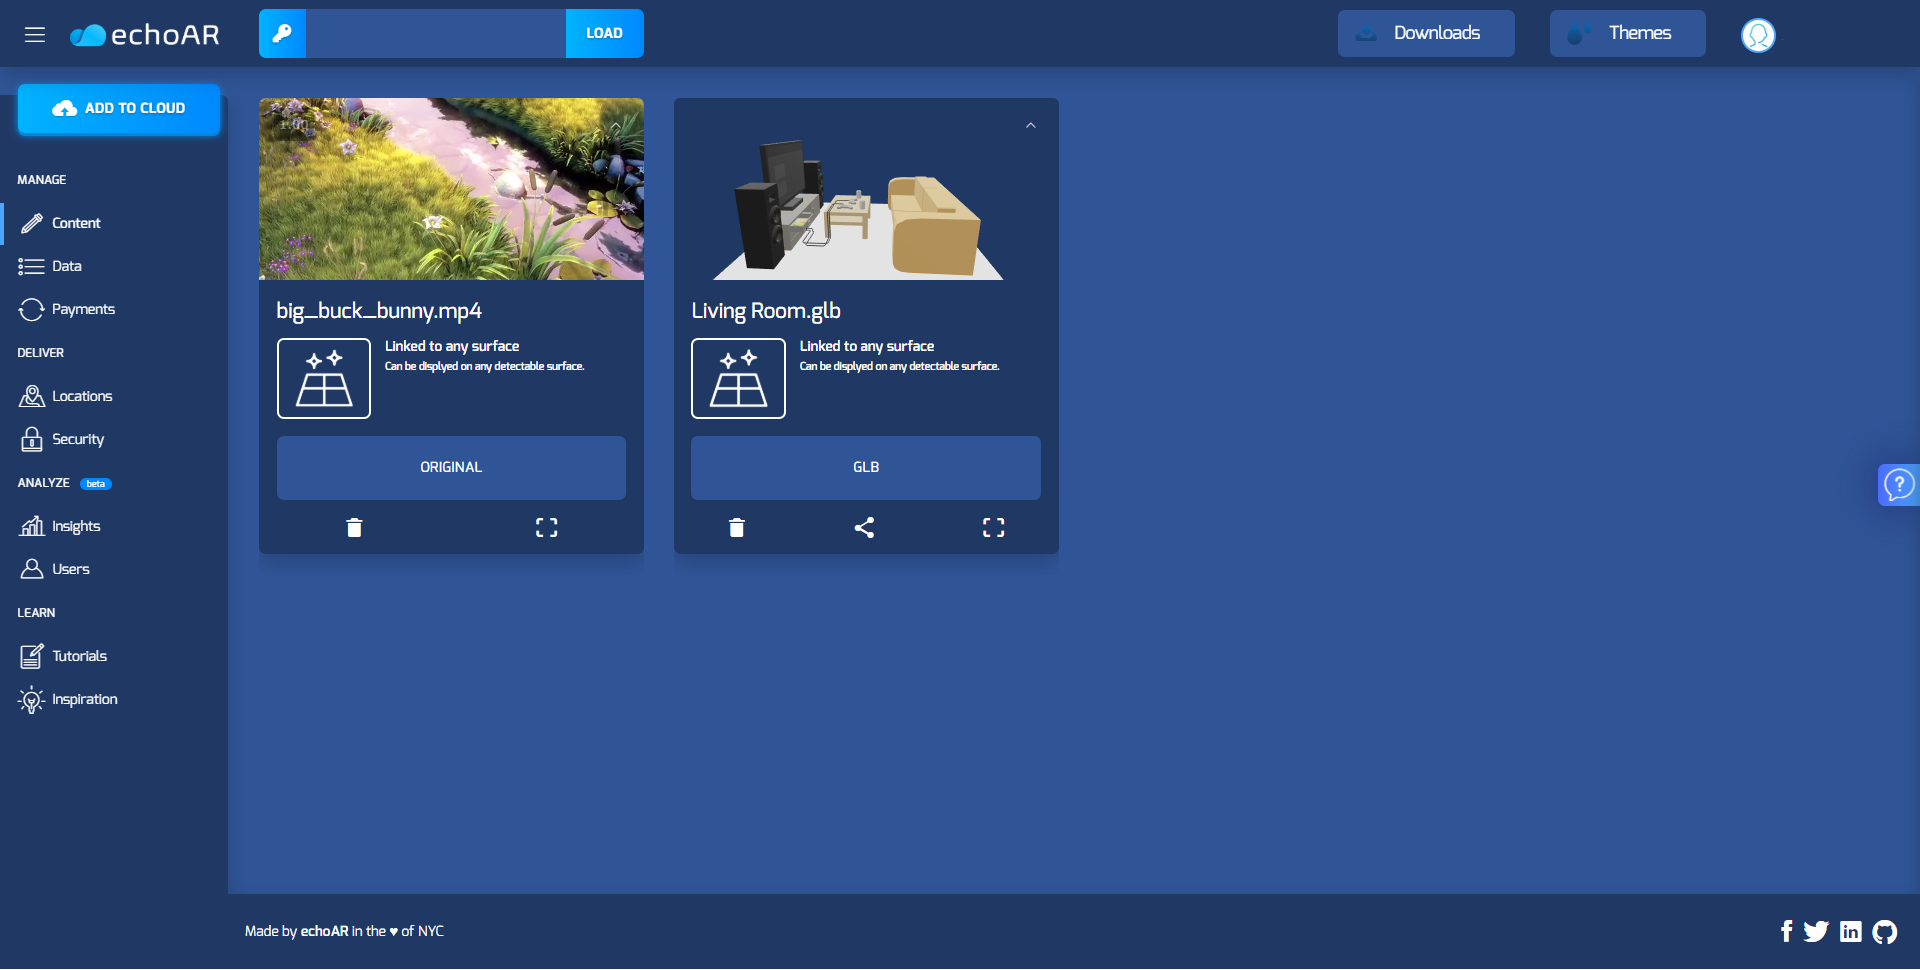 echoAR
LOAD
Downloads
Themes
ADD TO CLOUD
MANAGE
Content
Data
Payments
DELIVER
Locations
Security
ANALYZE beta
Insights
Users
LEARN
Tutorials
Inspiration
big_buck_bunny.mp4
Linked to any surface
Can be displyed on any detectable surface.
ORIGINAL
Living Room.glb
Linked to any surface
Can be displyed on any detectable surface.
GLB
?
Made by echoAR in the ♥ of NYC
f
in